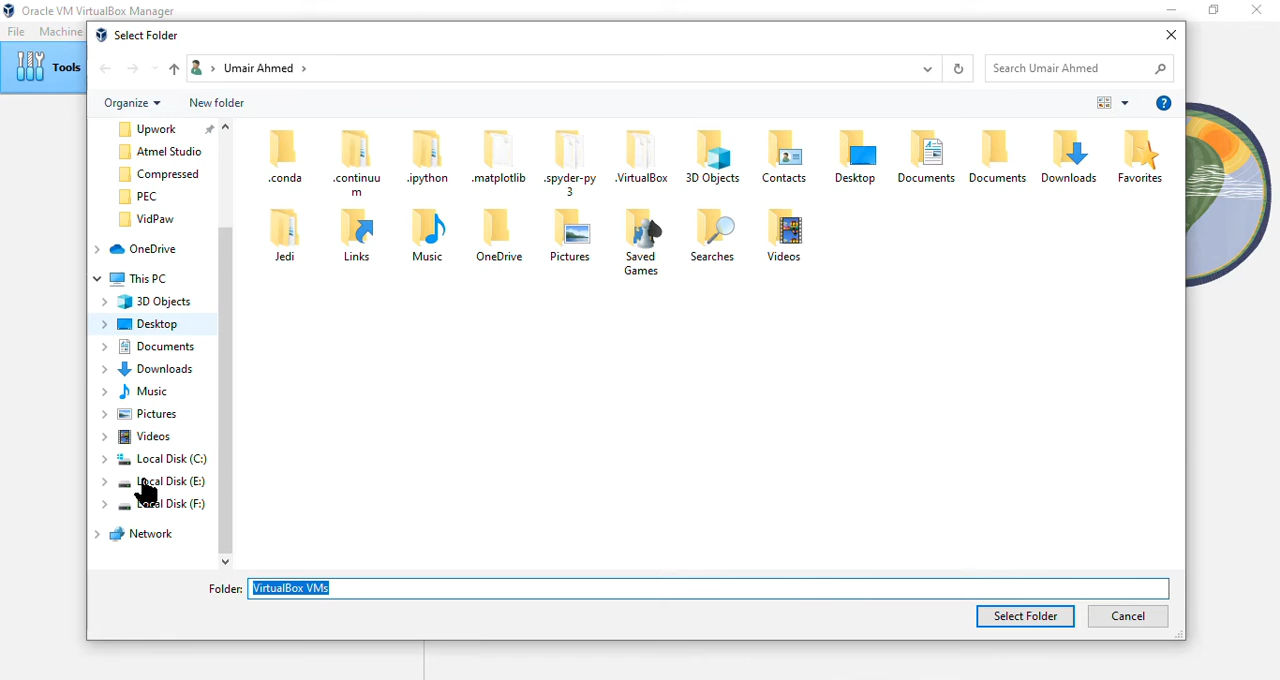 Oracle VM VirtualBox Manager
File Machine
Tools
Select Folder
Umair Ahmed
Search Umair Ahmed
Organize
New folder
Upwork
Atmel Studio
Compressed
PEC
VidPaw
OneDrive
This PC
3D Objects
Desktop
Documents
Downloads
Music
Pictures
Videos
Local Disk (C:)
Local Disk (E:)
Local Disk (F:)
Network
.conda
.continuu
m
.ipython
.matplotlib
.spyder-py
3
.VirtualBox
3D Objects
Contacts
Desktop
Documents
Documents
Downloads
Favorites
Jedi
Links
Music
OneDrive
Pictures
Saved
Games
Searches
Videos
Folder: VirtualBox VMs
Select Folder
Cancel